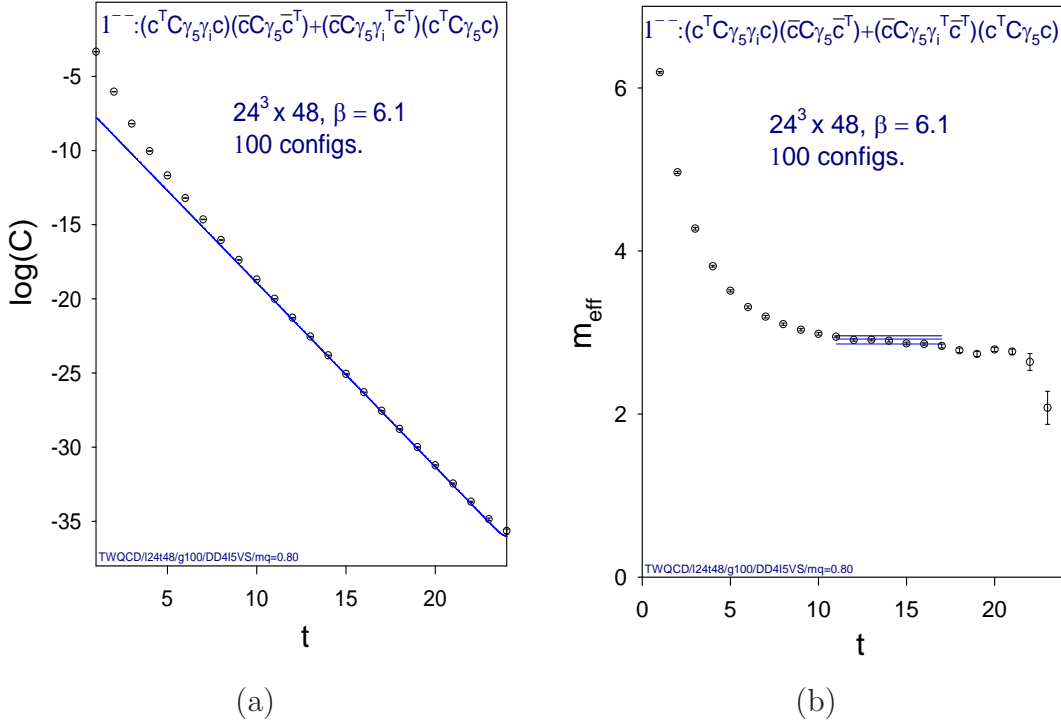 1⁻⁻:(cᵀCγ₅γᵢc)(c̄Cγ₅c̄ᵀ)+(c̄Cγ₅γᵢᵀc̄ᵀ)(cᵀCγ₅c)
24³ x 48, β = 6.1
100 configs.
log(C)
-5
-10
-15
-20
-25
-30
-35
TWQCD/l24t48/g100/DD4I5VS/mq=0.80
5
10
15
20
t
(a)
1⁻⁻:(cᵀCγ₅γᵢc)(c̄Cγ₅c̄ᵀ)+(c̄Cγ₅γᵢᵀc̄ᵀ)(cᵀCγ₅c)
24³ x 48, β = 6.1
100 configs.
m_eff
6
4
2
0
TWQCD/l24t48/g100/DD4I5VS/mq=0.80
0
5
10
15
20
t
(b)